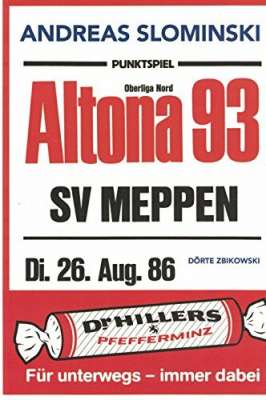 ANDREAS SLOMINSKI
PUNKTSPIEL
Oberliga Nord
Altona 93
SV MEPPEN
Di. 26. Aug. 86
DÖRTE ZBIKOWSKI
Dr HILLERS
PFEFFERMINZ
Für unterwegs – immer dabei